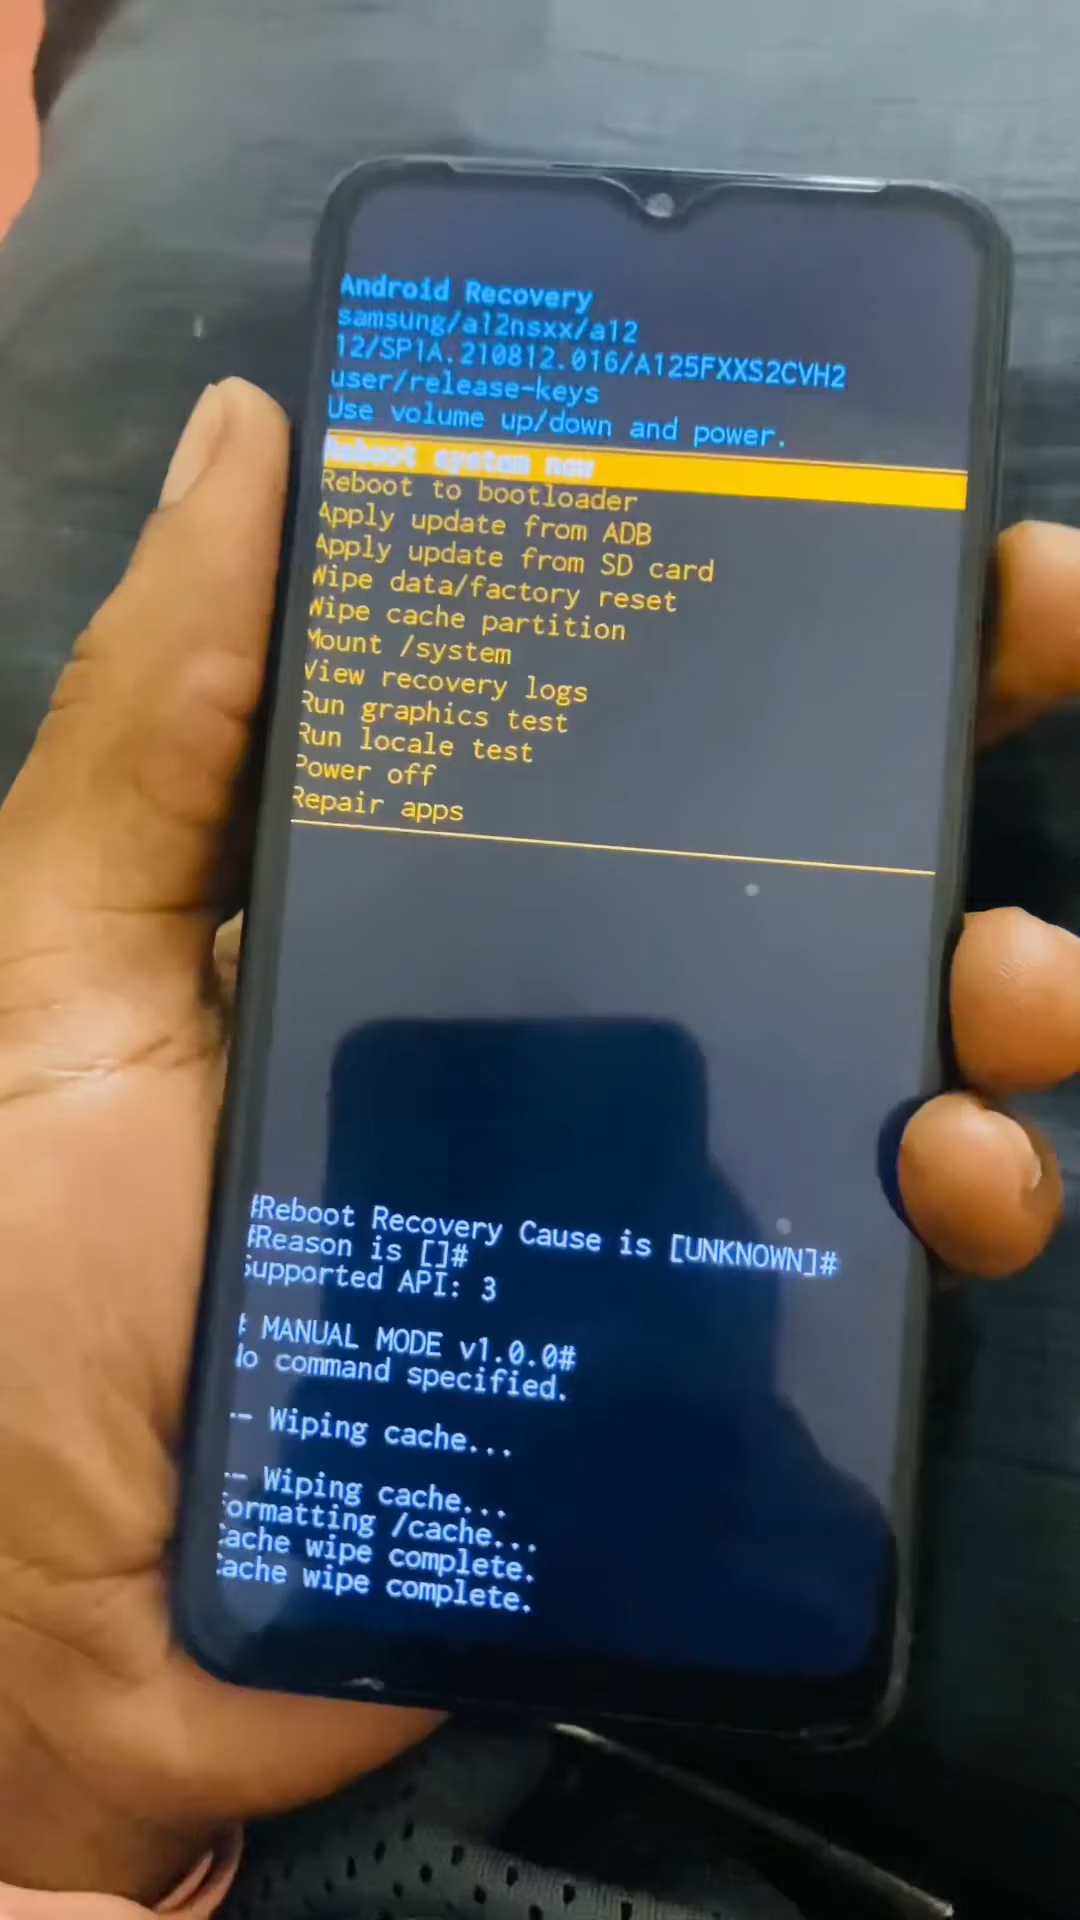 Android Recovery
samsung/a12nsxx/a12
12/SP1A.210812.016/A125FXXS2CVH2
user/release-keys
Use volume up/down and power.
Reboot system now
Reboot to bootloader
Apply update from ADB
Apply update from SD card
Wipe data/factory reset
Wipe cache partition
Mount /system
View recovery logs
Run graphics test
Run locale test
Power off
Repair apps
#Reboot Recovery Cause is [UNKNOWN]#
#Reason is []#
Supported API: 3
# MANUAL MODE v1.0.0#
No command specified.
-- Wiping cache...
-- Wiping cache...
Formatting /cache...
Cache wipe complete.
Cache wipe complete.